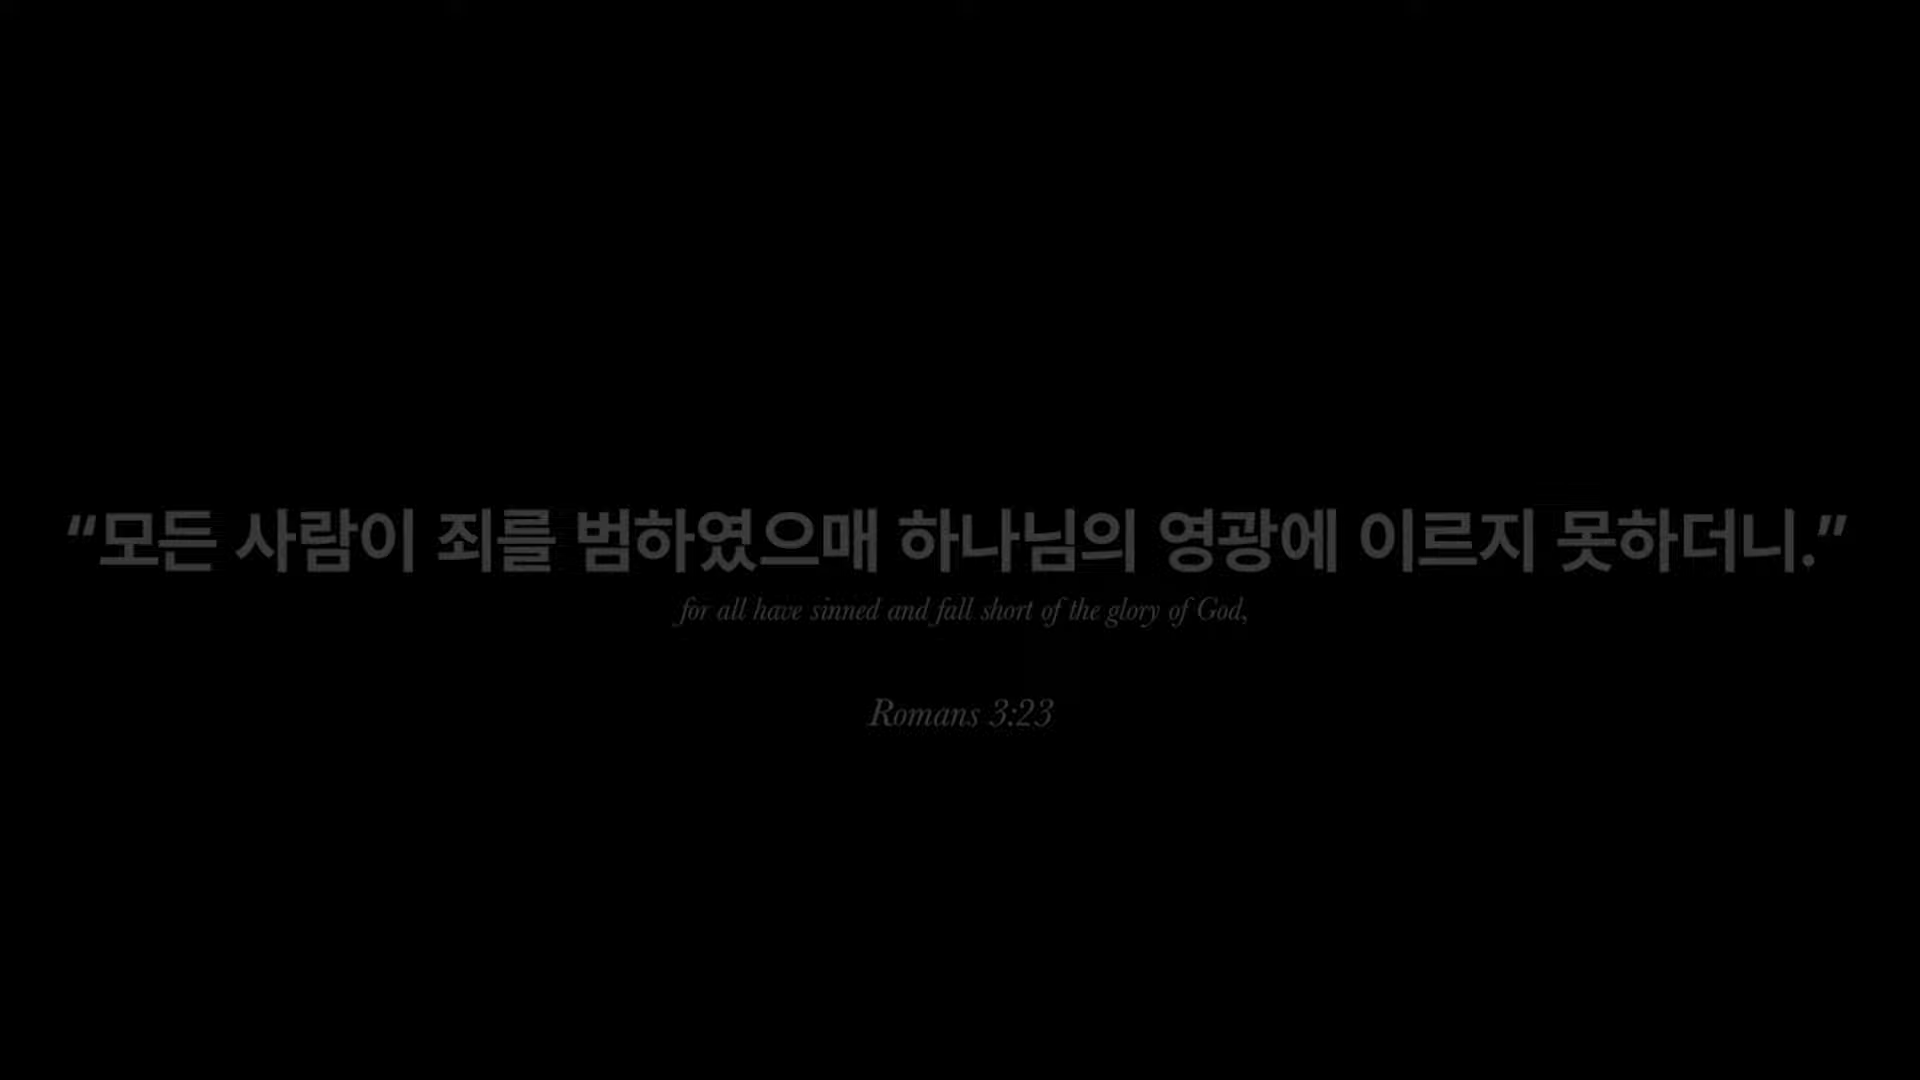 “모든 사람이 죄를 범하였으매 하나님의 영광에 이르지 못하더니.”
for all have sinned and fall short of the glory of God,
Romans 3:23